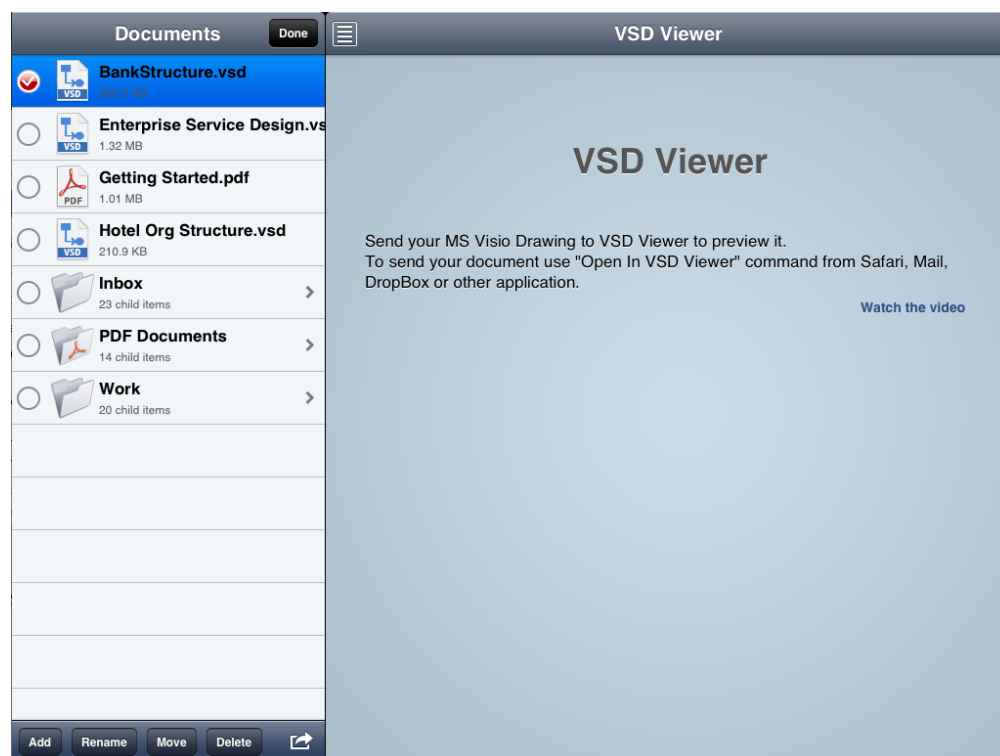 Documents
Done
VSD Viewer
BankStructure.vsd
VSD
Enterprise Service Design.vs
VSD
1.32 MB
Getting Started.pdf
PDF
1.01 MB
Hotel Org Structure.vsd
VSD
210.9 KB
Inbox
23 child items
PDF Documents
14 child items
Work
20 child items
VSD Viewer
Send your MS Visio Drawing to VSD Viewer to preview it.
To send your document use "Open In VSD Viewer" command from Safari, Mail,
DropBox or other application.
Watch the video
Add
Rename
Move
Delete